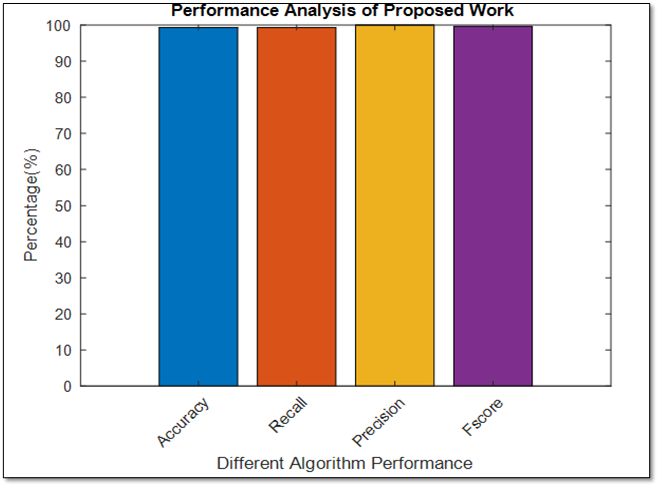 Performance Analysis of Proposed Work
100
90
80
70
60
50
40
30
20
10
0
Percentage(%)
Accuracy
Recall
Precision
Fscore
Different Algorithm Performance